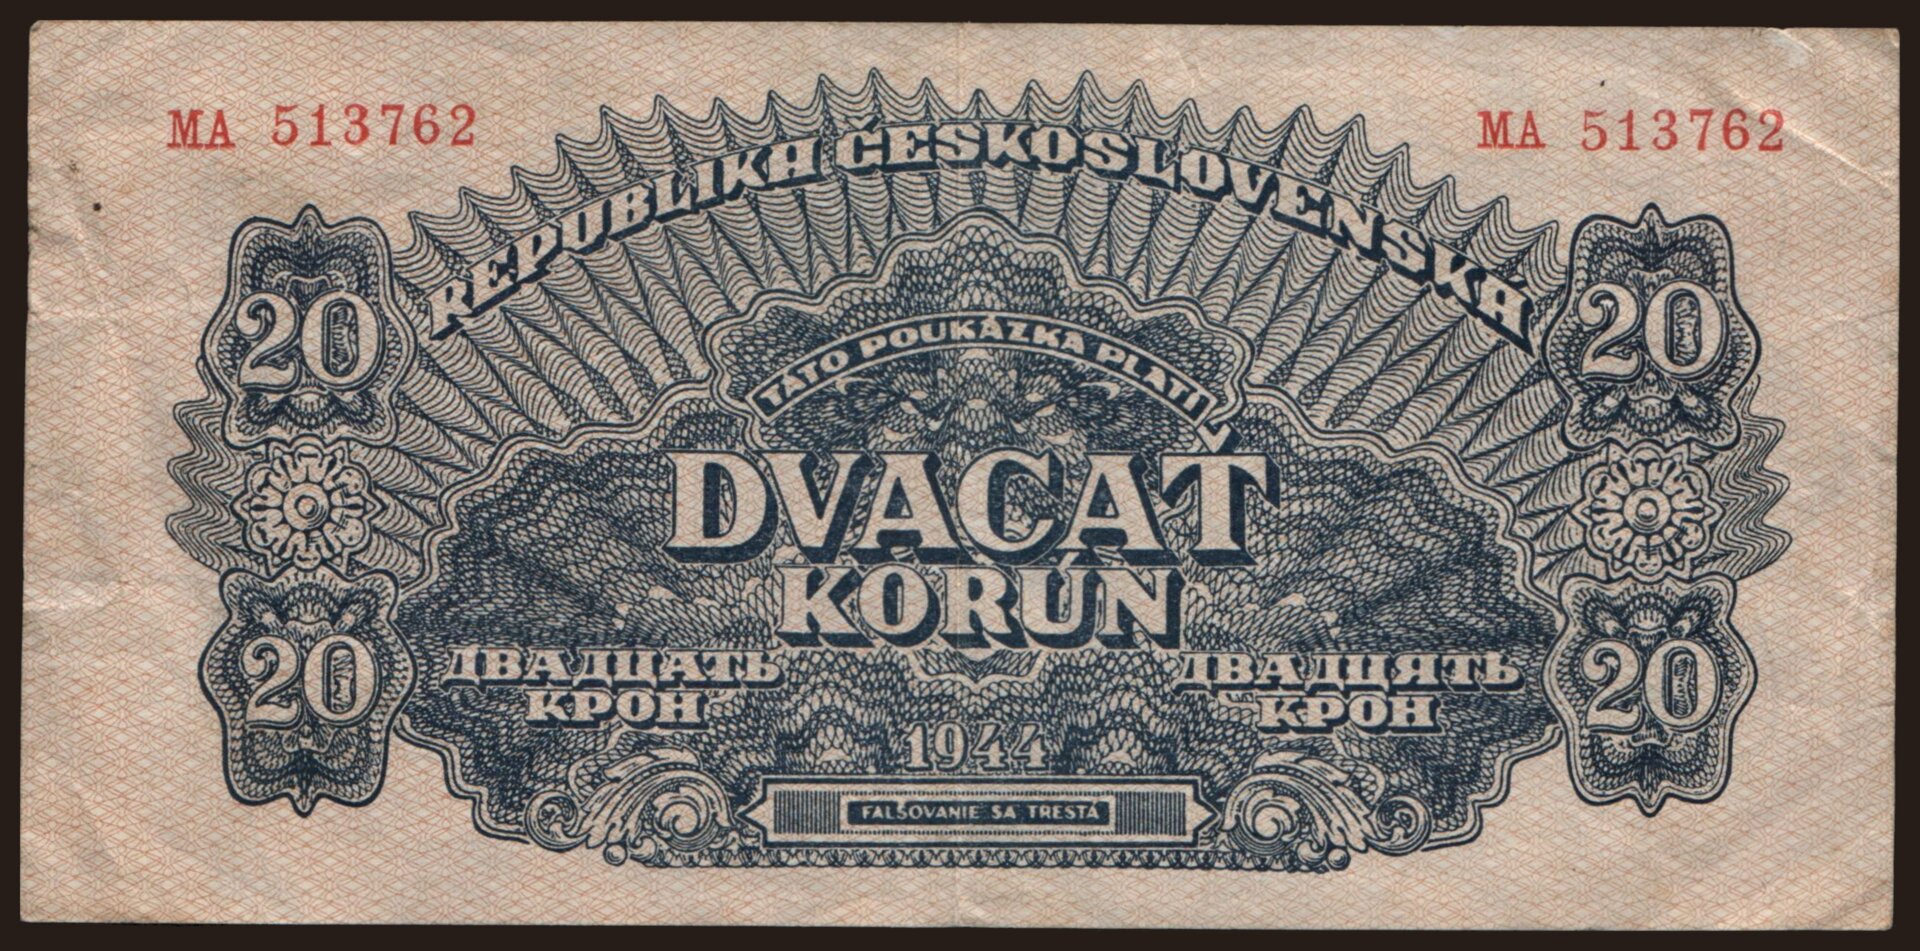 MA 513762
MA 513762
REPUBLIKA ČESKOSLOVENSKÁ
20
20
TÁTO POUKÁZKA PLATÍ
DVACAŤ
KORÚN
20
20
ДВАДЦАТЬ
КРОН
ДВАДЦЯТЬ
КРОН
1944
FALŠOVANIE SA TRESTÁ